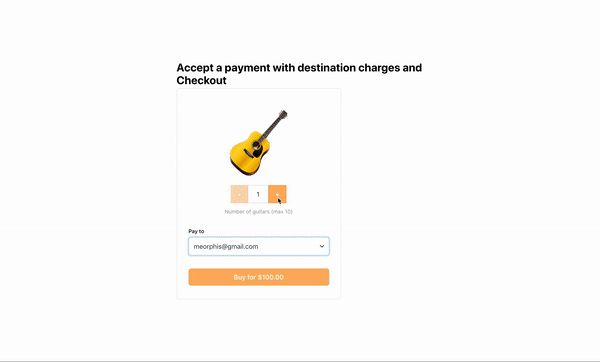 Accept a payment with destination charges and
Checkout
- 1 +
Number of guitars (max 10)
Pay to
meorphis@gmail.com
Buy for $100.00